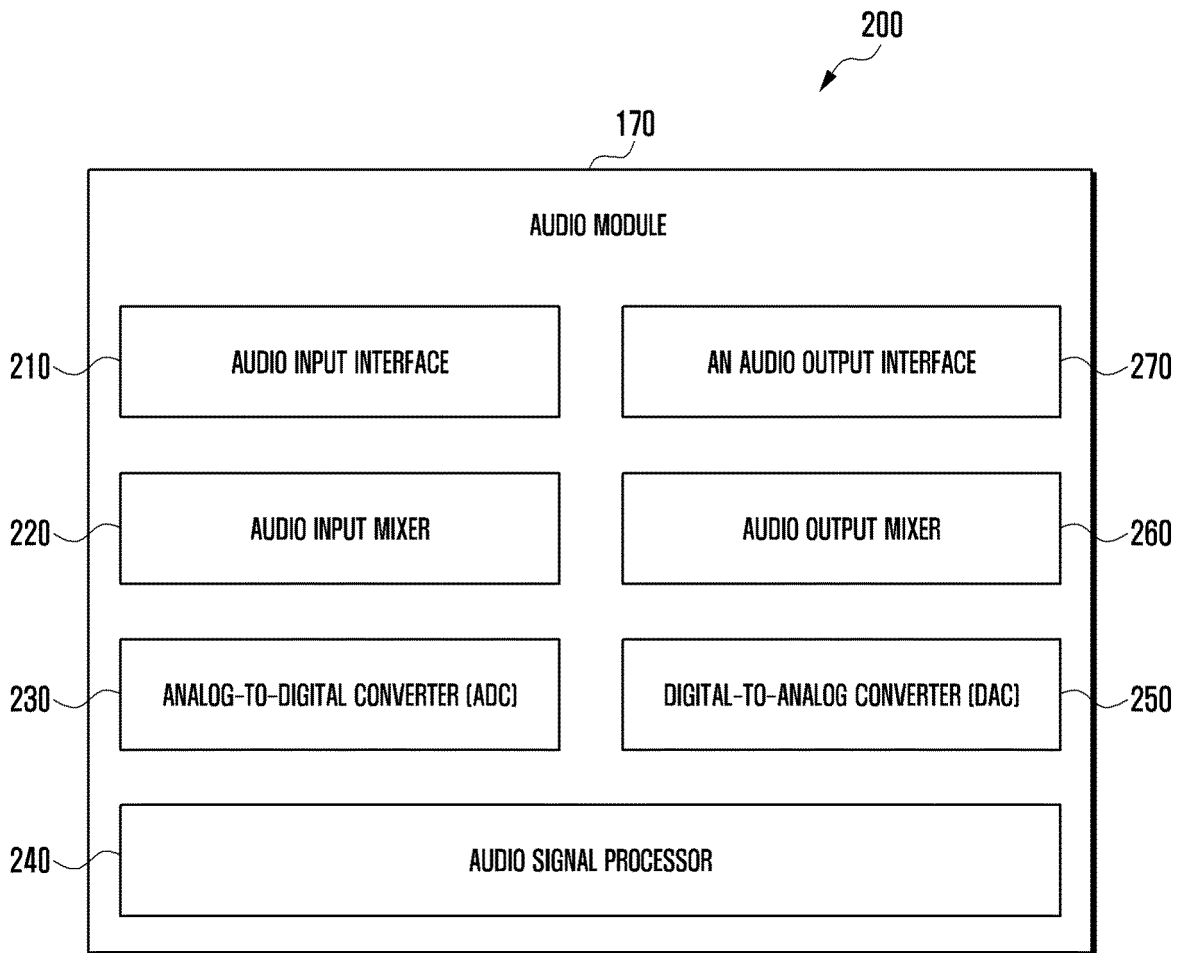 200
170
AUDIO MODULE
210
AUDIO INPUT INTERFACE
AN AUDIO OUTPUT INTERFACE
270
220
AUDIO INPUT MIXER
AUDIO OUTPUT MIXER
260
230
ANALOG-TO-DIGITAL CONVERTER (ADC)
DIGITAL-TO-ANALOG CONVERTER (DAC)
250
240
AUDIO SIGNAL PROCESSOR